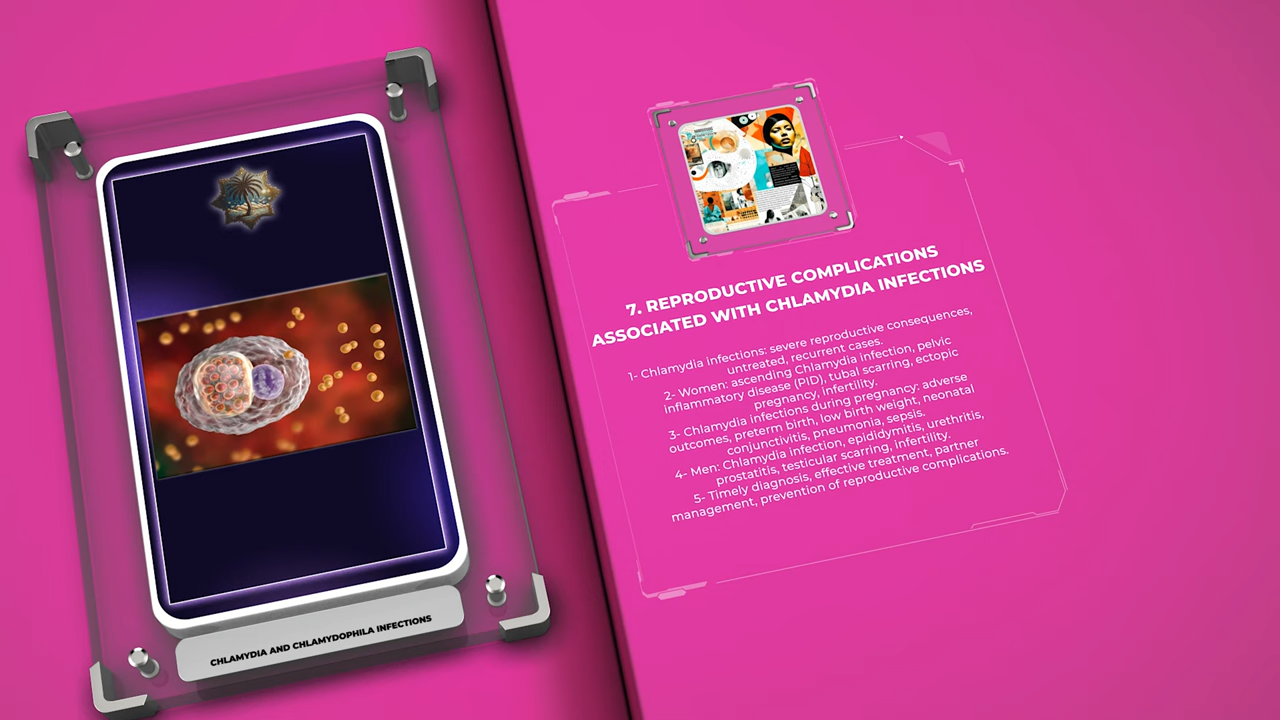 CHLAMYDIA AND CHLAMYDOPHILA INFECTIONS
7. REPRODUCTIVE COMPLICATIONS
ASSOCIATED WITH CHLAMYDIA INFECTIONS
1- Chlamydia infections: severe reproductive consequences,
untreated, recurrent cases.
2- Women: ascending Chlamydia infection, pelvic
inflammatory disease (PID), tubal scarring, ectopic
pregnancy, infertility.
3- Chlamydia infections during pregnancy: adverse
outcomes, preterm birth, low birth weight, neonatal
conjunctivitis, pneumonia, sepsis.
4- Men: Chlamydia infection, epididymitis, urethritis,
prostatitis, testicular scarring, infertility.
5- Timely diagnosis, effective treatment, partner
management, prevention of reproductive complications.